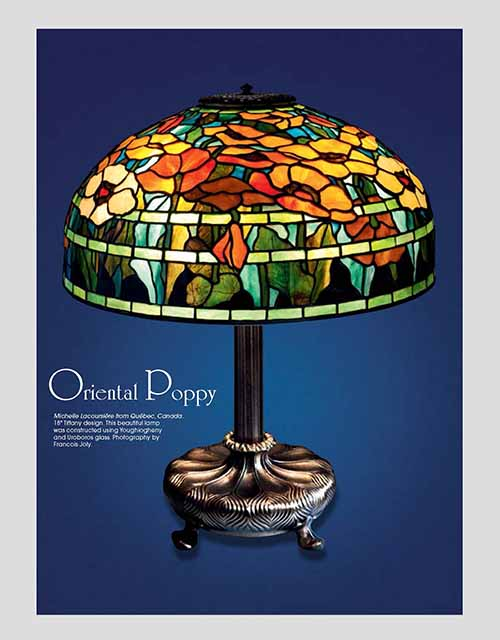 Oriental Poppy
Michelle Lacoursière from Québec, Canada.
18" Tiffany design. This beautiful lamp
was constructed using Youghiogheny
and Uroboros glass. Photography by
Francois Joly.